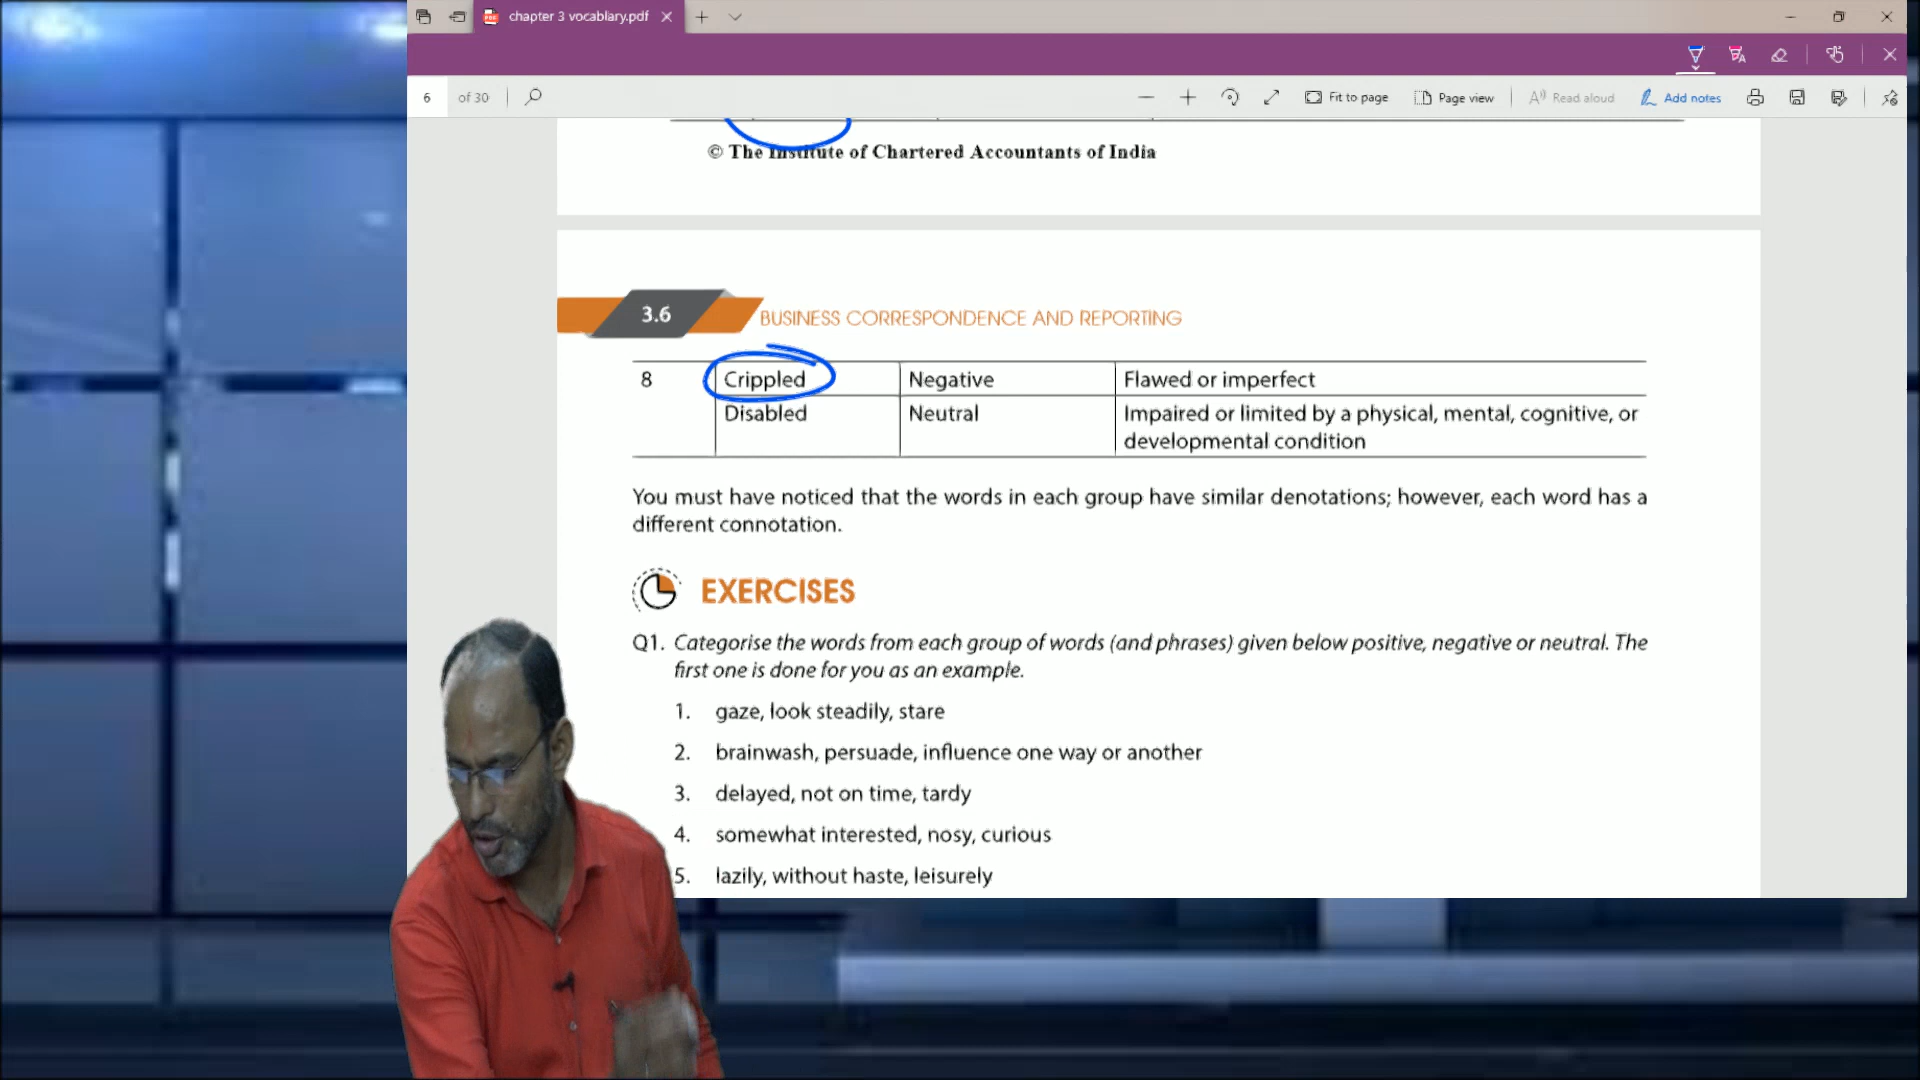 chapter 3 vocablary.pdf
6 of 30 Fit to page Page view Read aloud Add notes
© The Institute of Chartered Accountants of India
3.6 BUSINESS CORRESPONDENCE AND REPORTING
8 Crippled Negative Flawed or imperfect
Disabled Neutral Impaired or limited by a physical, mental, cognitive, or
developmental condition
You must have noticed that the words in each group have similar denotations; however, each word has a
different connotation.
EXERCISES
Q1. Categorise the words from each group of words (and phrases) given below positive, negative or neutral. The
first one is done for you as an example.
1. gaze, look steadily, stare
2. brainwash, persuade, influence one way or another
3. delayed, not on time, tardy
4. somewhat interested, nosy, curious
5. lazily, without haste, leisurely